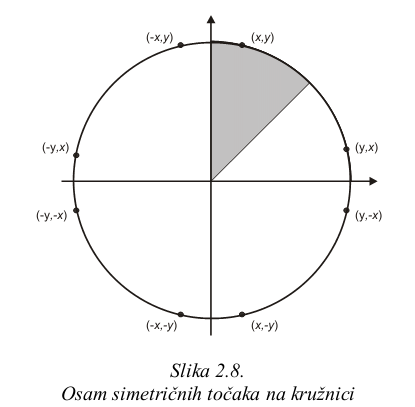 (-x,y) (x,y)
(-y,x) (y,x)
(-y,-x) (y,-x)
(-x,-y) (x,-y)
Slika 2.8.
Osam simetričnih točaka na kružnici